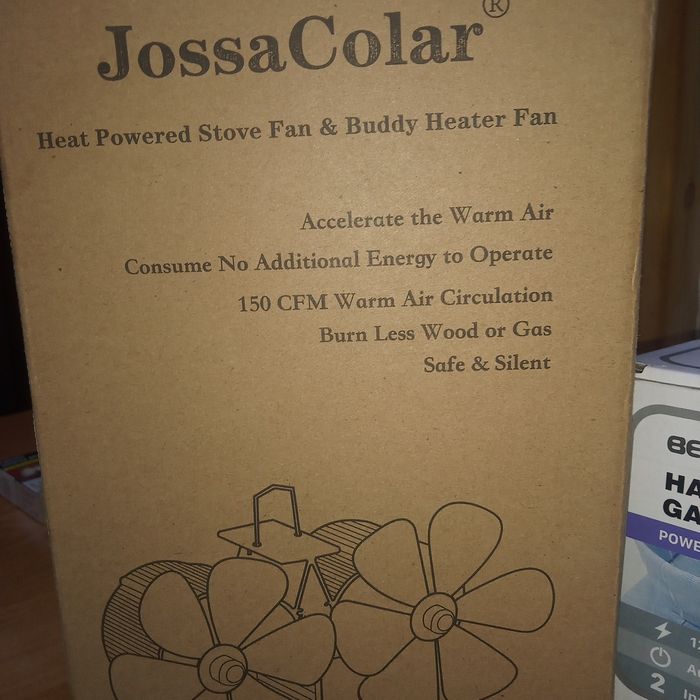 JossaColar®
Heat Powered Stove Fan & Buddy Heater Fan
Accelerate the Warm Air
Consume No Additional Energy to Operate
150 CFM Warm Air Circulation
Burn Less Wood or Gas
Safe & Silent
2